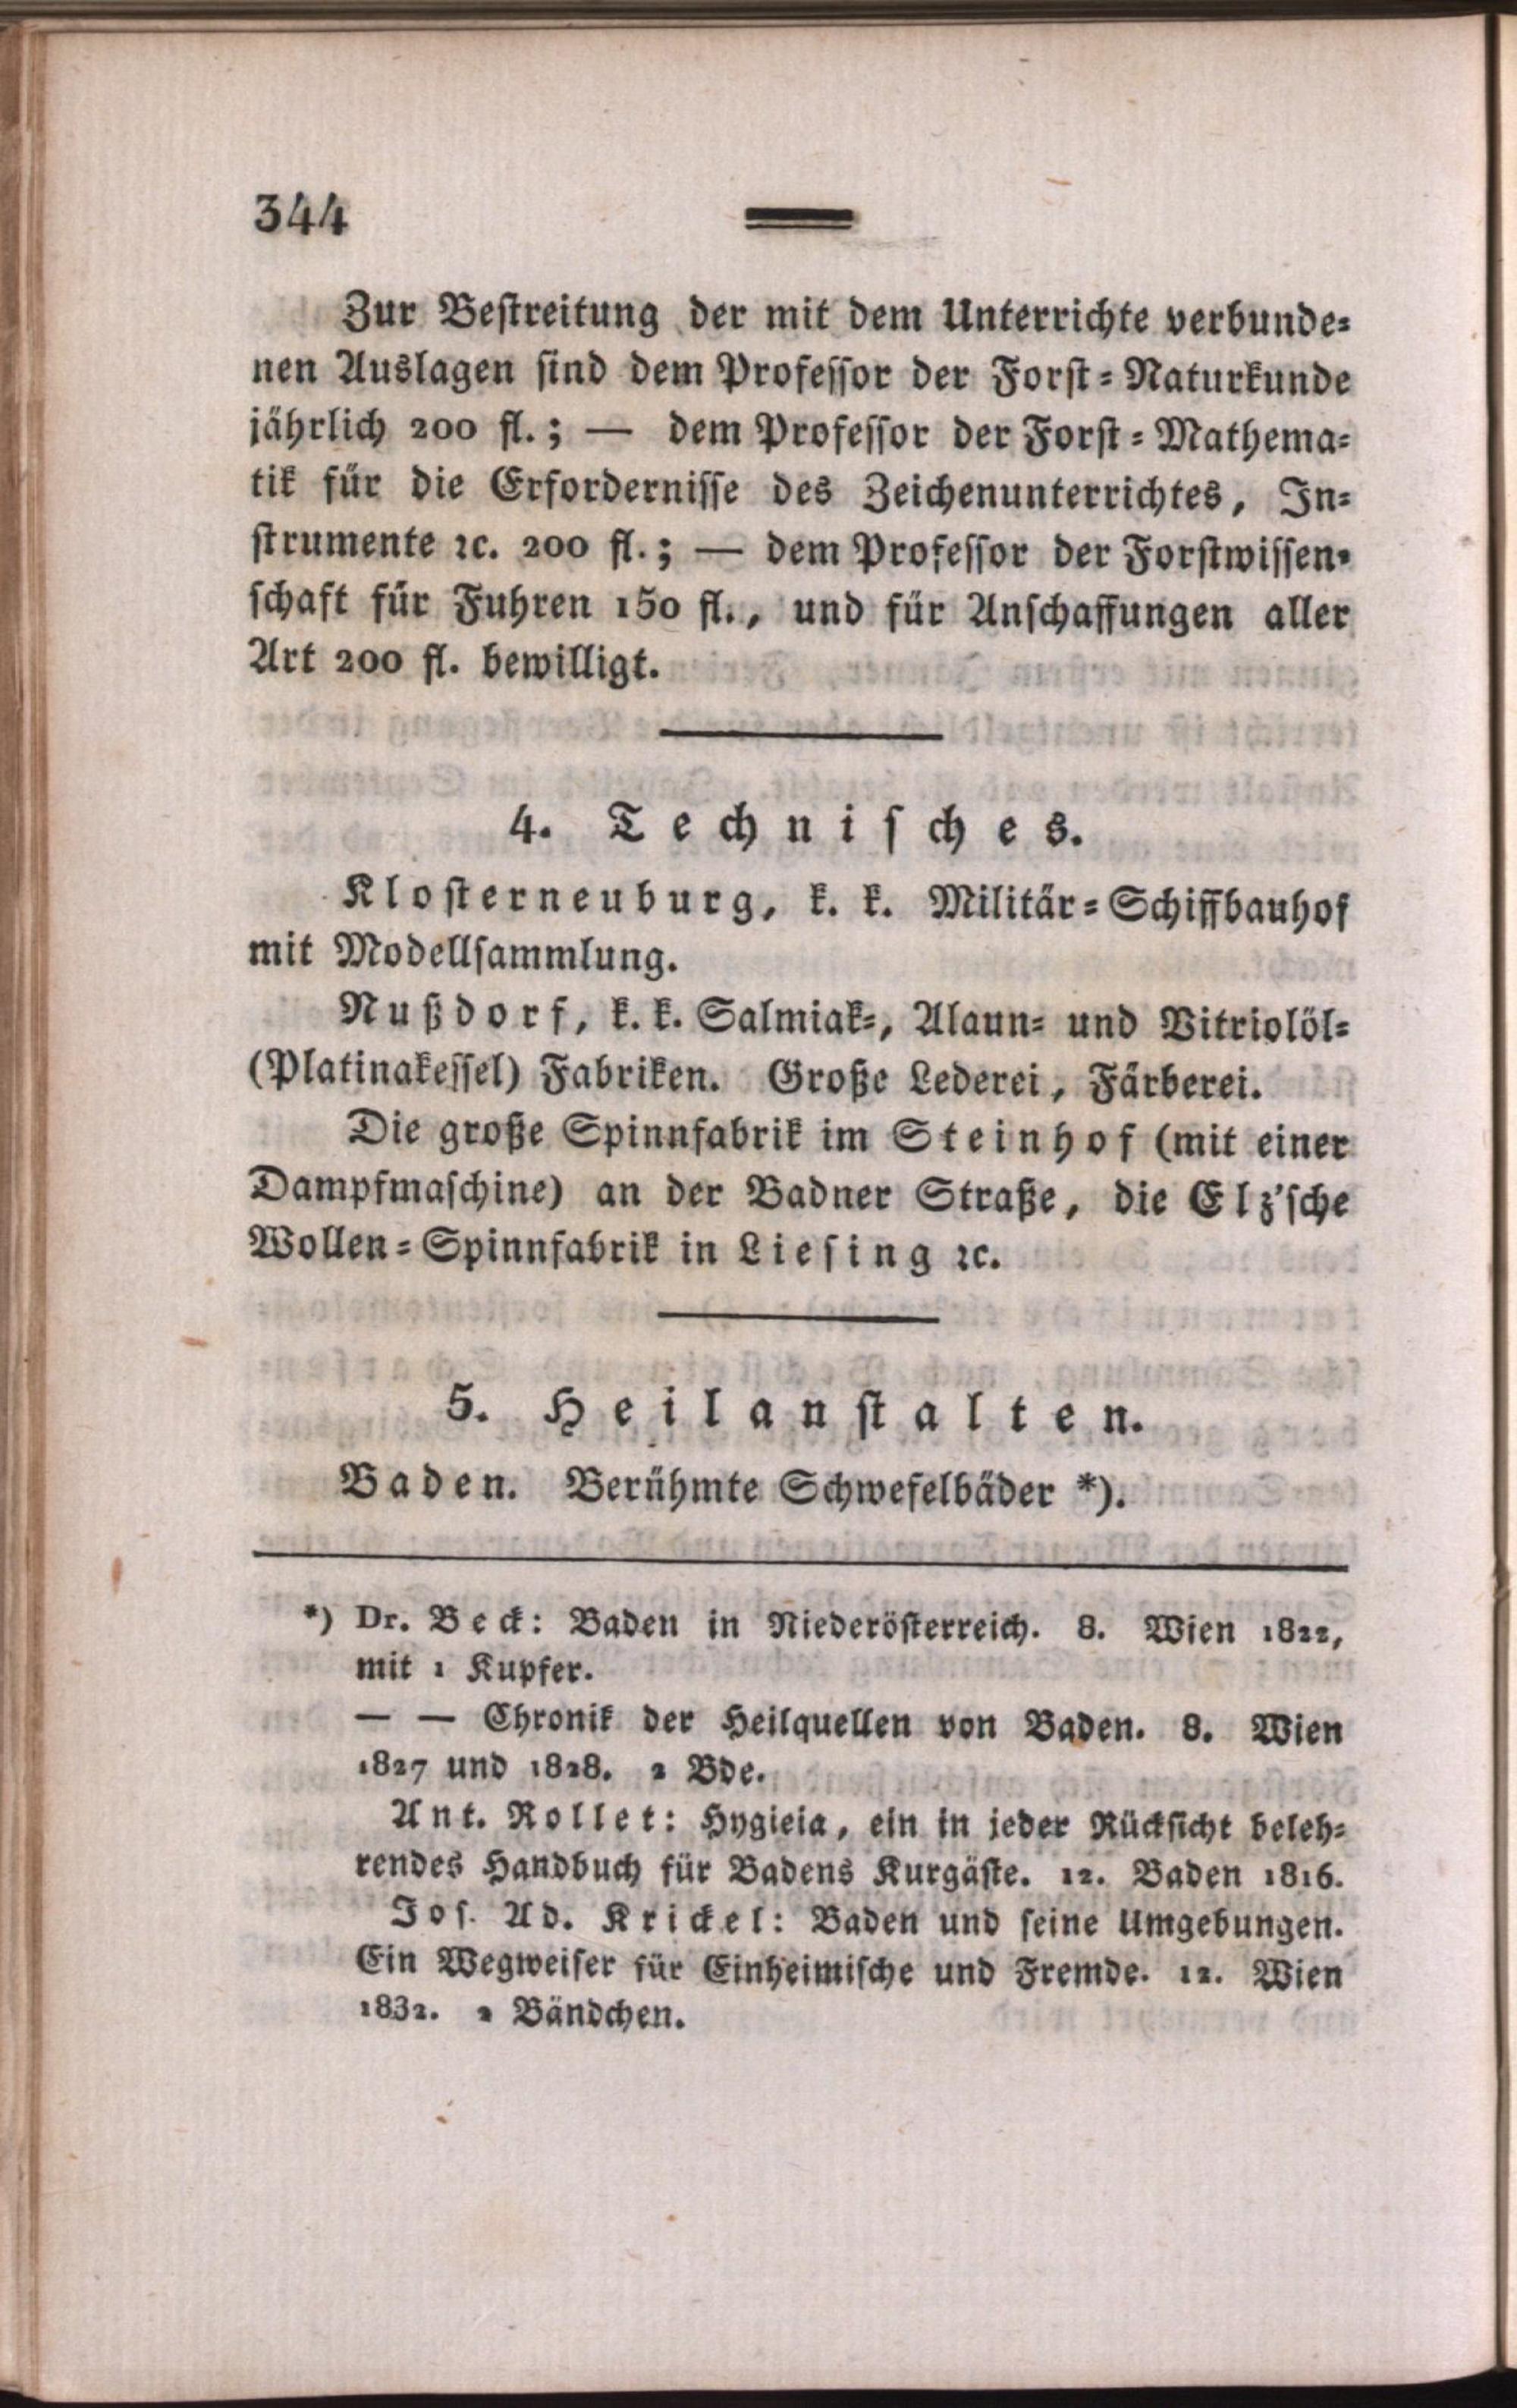 344
Zur Bestreitung der mit dem Unterrichte verbunde-
nen Auslagen sind dem Professor der Forst-Naturkunde
jährlich 200 fl.; — dem Professor der Forst-Mathema-
tik für die Erfordernisse des Zeichenunterrichtes, In-
strumente ꝛc. 200 fl.; — dem Professor der Forstwissen-
schaft für Fuhren 150 fl., und für Anschaffungen aller
Art 200 fl. bewilligt.
4. Technisches.
Klosterneuburg, k. k. Militär-Schiffbauhof
mit Modellsammlung.
Nußdorf, k. k. Salmiak-, Alaun- und Vitriolöl-
(Platinakessel) Fabriken. Große Lederei, Färberei.
Die große Spinnfabrik im Steinhof (mit einer
Dampfmaschine) an der Badner Straße, die Elz'sche
Wollen-Spinnfabrik in Liesing ꝛc.
5. Heilanstalten.
Baden. Berühmte Schwefelbäder *).
*) Dr. Beck: Baden in Niederösterreich. 8. Wien 1822,
mit 1 Kupfer.
— — Chronik der Heilquellen von Baden. 8. Wien
1827 und 1828. 2 Bde.
Ant. Rollet: Hygieia, ein in jeder Rücksicht beleh-
rendes Handbuch für Badens Kurgäste. 12. Baden 1816.
Jos. Ad. Krickel: Baden und seine Umgebungen.
Ein Wegweiser für Einheimische und Fremde. 12. Wien
1832. 2 Bändchen.